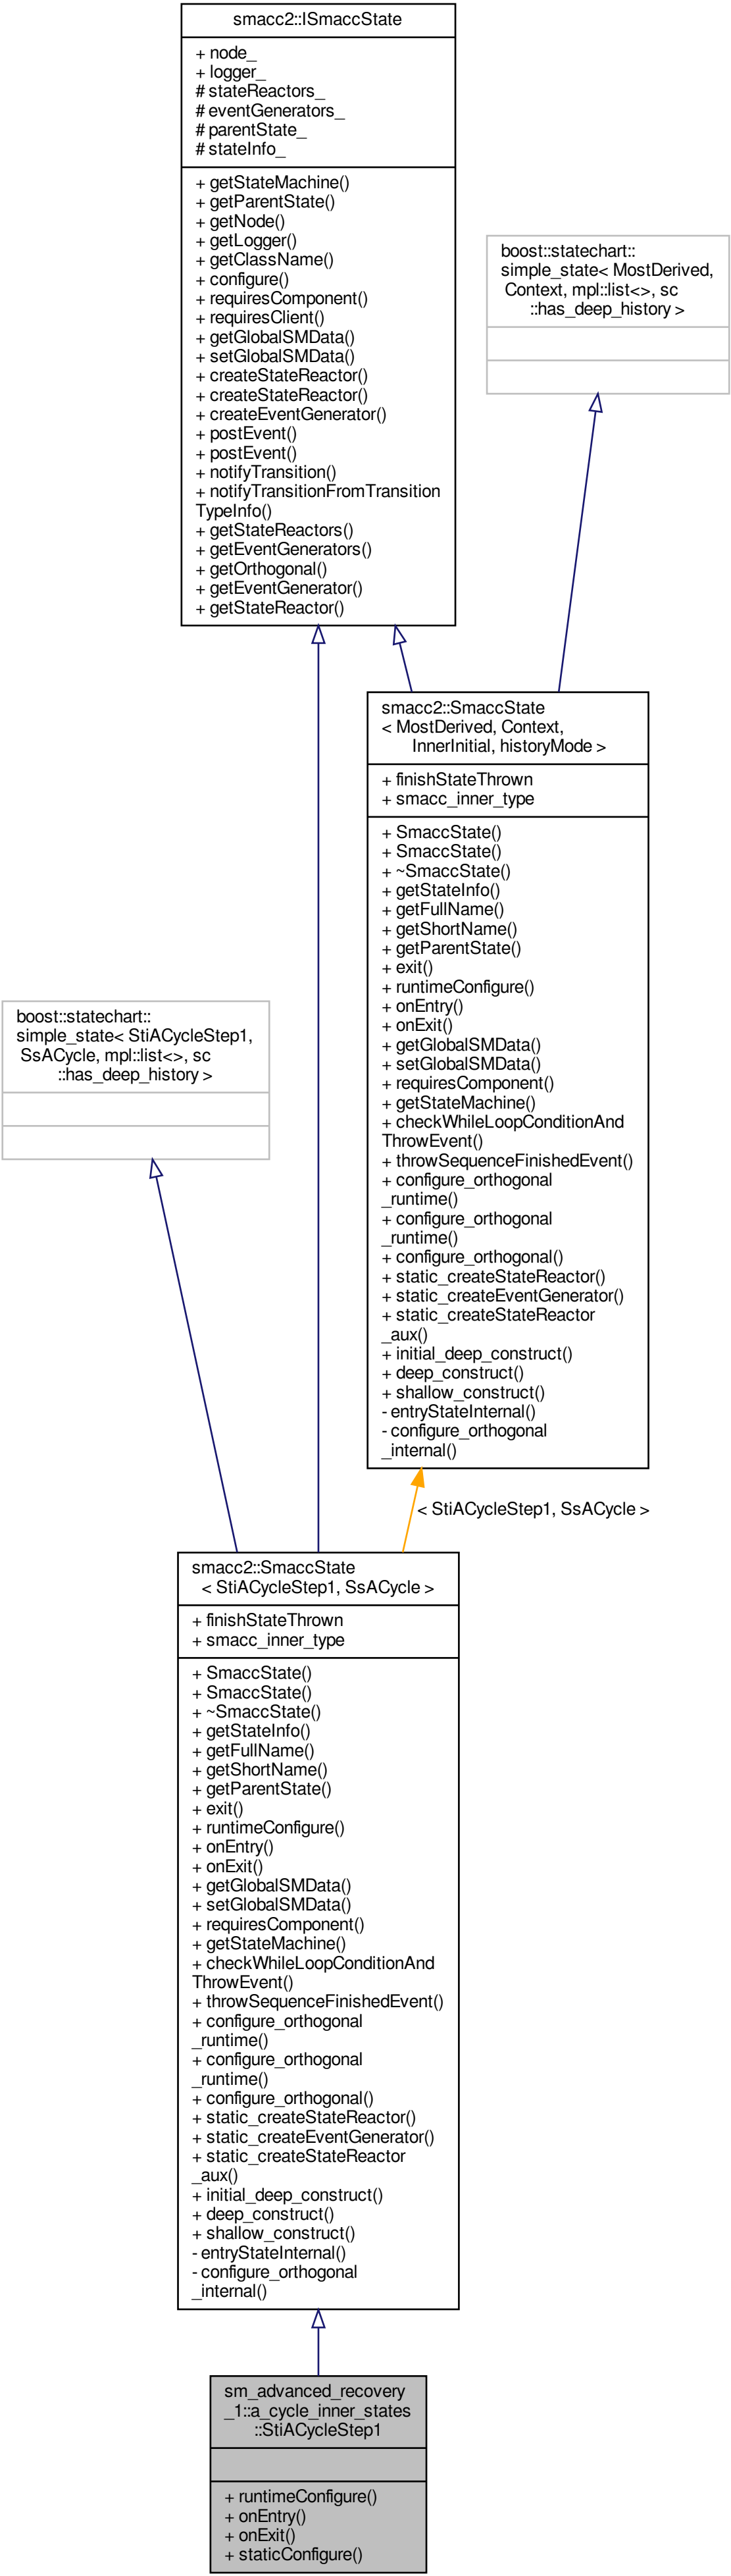 smacc2::ISmaccState
+ node_
+ logger_
# stateReactors_
# eventGenerators_
# parentState_
# stateInfo_
+ getStateMachine()
+ getParentState()
+ getNode()
+ getLogger()
+ getClassName()
+ configure()
+ requiresComponent()
+ requiresClient()
+ getGlobalSMData()
+ setGlobalSMData()
+ createStateReactor()
+ createStateReactor()
+ createEventGenerator()
+ postEvent()
+ postEvent()
+ notifyTransition()
+ notifyTransitionFromTransition
TypeInfo()
+ getStateReactors()
+ getEventGenerators()
+ getOrthogonal()
+ getEventGenerator()
+ getStateReactor()
boost::statechart::
simple_state< MostDerived,
Context, mpl::list<>, sc
::has_deep_history >
smacc2::SmaccState
< MostDerived, Context,
InnerInitial, historyMode >
+ finishStateThrown
+ smacc_inner_type
+ SmaccState()
+ SmaccState()
+ ~SmaccState()
+ getStateInfo()
+ getFullName()
+ getShortName()
+ getParentState()
+ exit()
+ runtimeConfigure()
+ onEntry()
+ onExit()
+ getGlobalSMData()
+ setGlobalSMData()
+ requiresComponent()
+ getStateMachine()
+ checkWhileLoopConditionAnd
ThrowEvent()
+ throwSequenceFinishedEvent()
+ configure_orthogonal
_runtime()
+ configure_orthogonal
_runtime()
+ configure_orthogonal()
+ static_createStateReactor()
+ static_createEventGenerator()
+ static_createStateReactor
_aux()
+ initial_deep_construct()
+ deep_construct()
+ shallow_construct()
- entryStateInternal()
- configure_orthogonal
_internal()
boost::statechart::
simple_state< StiACycleStep1,
SsACycle, mpl::list<>, sc
::has_deep_history >
< StiACycleStep1, SsACycle >
smacc2::SmaccState
< StiACycleStep1, SsACycle >
+ finishStateThrown
+ smacc_inner_type
+ SmaccState()
+ SmaccState()
+ ~SmaccState()
+ getStateInfo()
+ getFullName()
+ getShortName()
+ getParentState()
+ exit()
+ runtimeConfigure()
+ onEntry()
+ onExit()
+ getGlobalSMData()
+ setGlobalSMData()
+ requiresComponent()
+ getStateMachine()
+ checkWhileLoopConditionAnd
ThrowEvent()
+ throwSequenceFinishedEvent()
+ configure_orthogonal
_runtime()
+ configure_orthogonal
_runtime()
+ configure_orthogonal()
+ static_createStateReactor()
+ static_createEventGenerator()
+ static_createStateReactor
_aux()
+ initial_deep_construct()
+ deep_construct()
+ shallow_construct()
- entryStateInternal()
- configure_orthogonal
_internal()
sm_advanced_recovery
_1::a_cycle_inner_states
::StiACycleStep1
+ runtimeConfigure()
+ onEntry()
+ onExit()
+ staticConfigure()